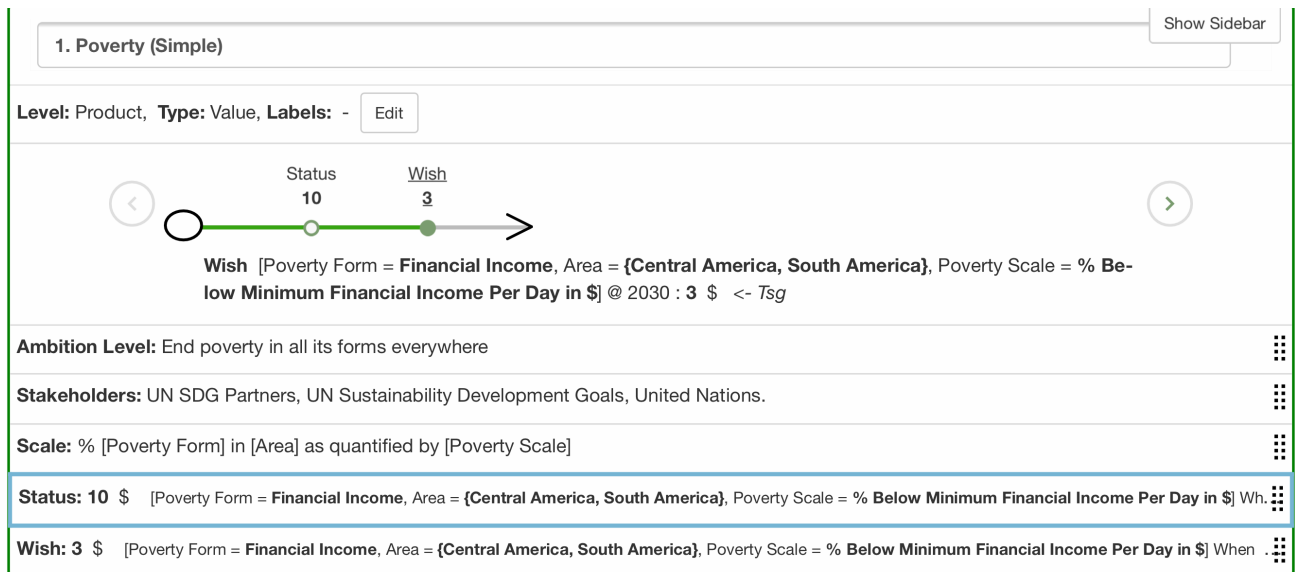 Show Sidebar
1. Poverty (Simple)
Level: Product, Type: Value, Labels: - Edit
Status Wish
10 3
Wish [Poverty Form = Financial Income, Area = {Central America, South America}, Poverty Scale = % Be-
low Minimum Financial Income Per Day in $] @ 2030 : 3 $ <- Tsg
Ambition Level: End poverty in all its forms everywhere
Stakeholders: UN SDG Partners, UN Sustainability Development Goals, United Nations.
Scale: % [Poverty Form] in [Area] as quantified by [Poverty Scale]
Status: 10 $ [Poverty Form = Financial Income, Area = {Central America, South America}, Poverty Scale = % Below Minimum Financial Income Per Day in $] Wh...
Wish: 3 $ [Poverty Form = Financial Income, Area = {Central America, South America}, Poverty Scale = % Below Minimum Financial Income Per Day in $] When ...